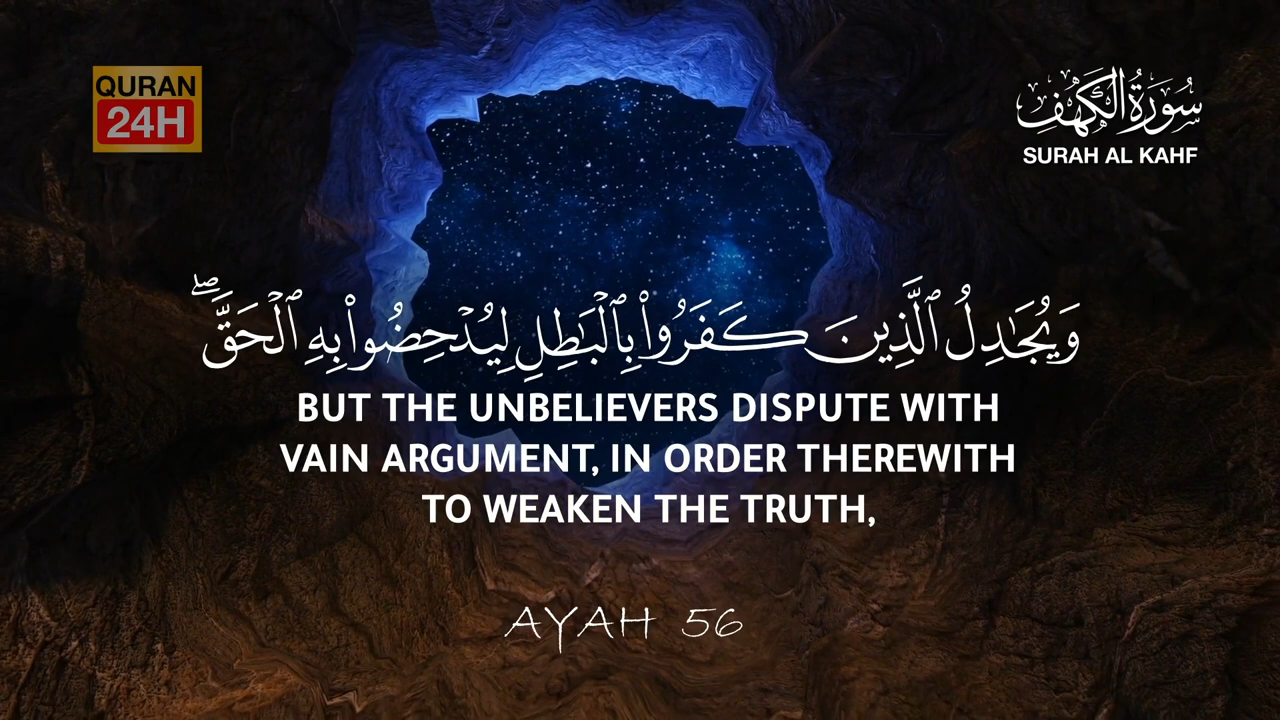 QURAN
24H
سُورَةُ الكَهْفِ
SURAH AL KAHF
وَيُجَـٰدِلُ ٱلَّذِينَ كَفَرُوا۟ بِٱلْبَـٰطِلِ لِيُدْحِضُوا۟ بِهِ ٱلْحَقَّ ۖ
BUT THE UNBELIEVERS DISPUTE WITH
VAIN ARGUMENT, IN ORDER THEREWITH
TO WEAKEN THE TRUTH,
AYAH 56